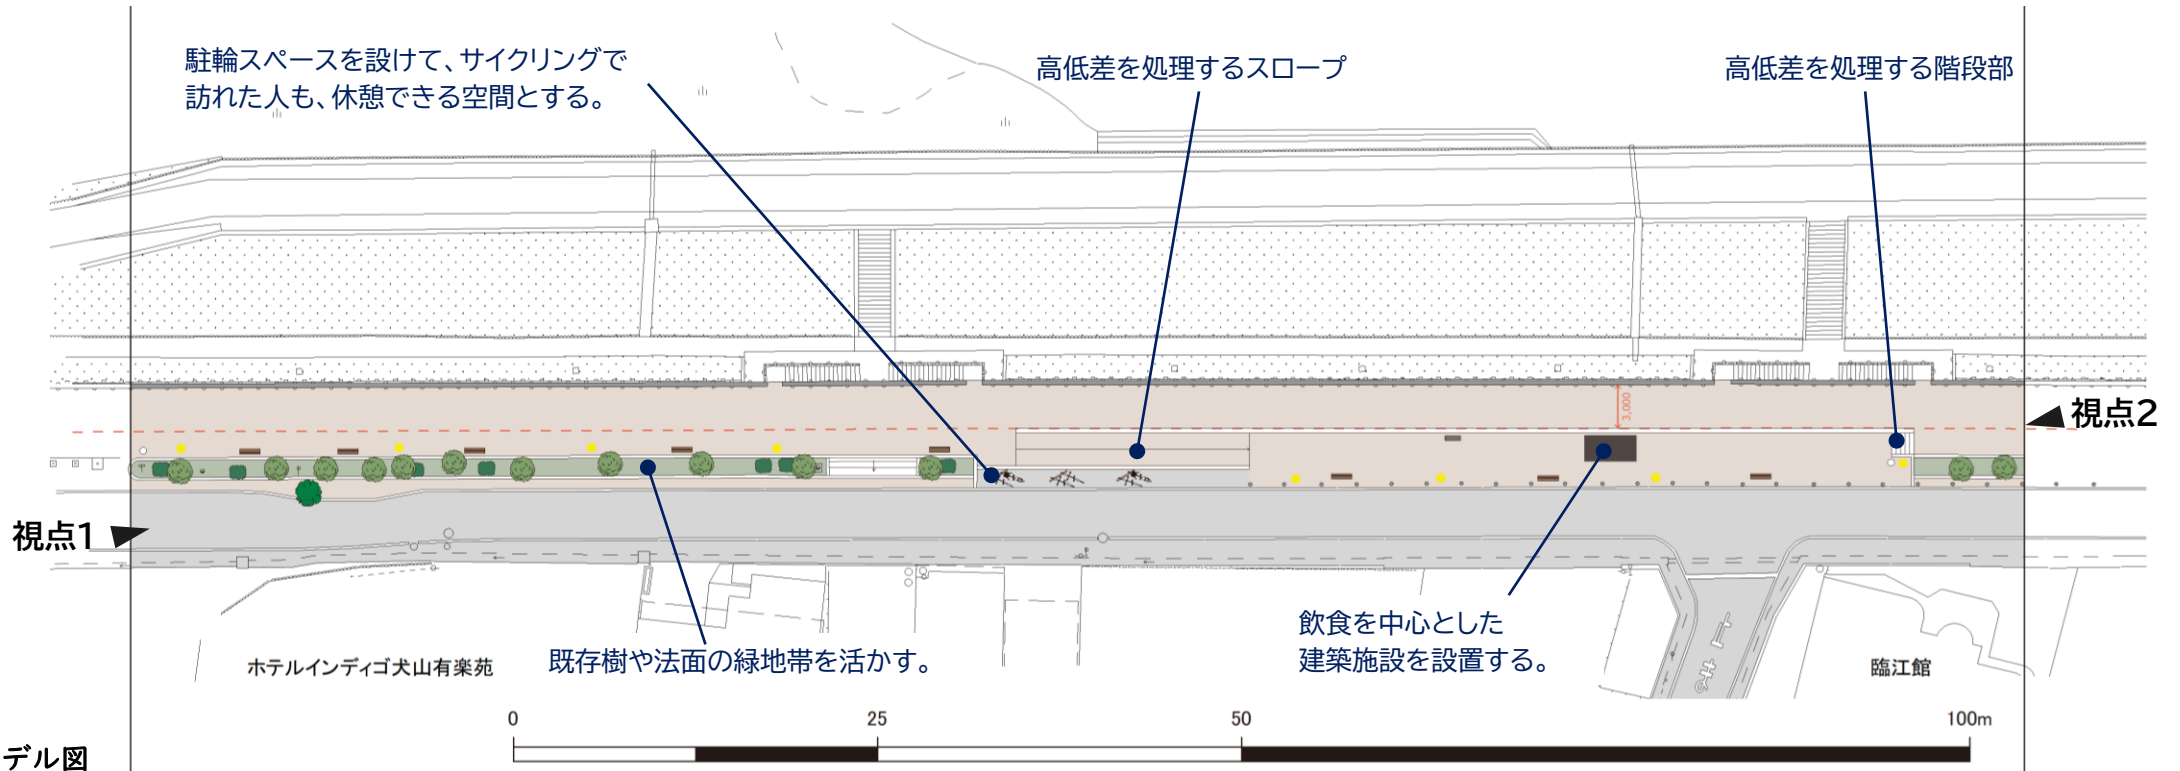 駐輪スペースを設けて、サイクリングで
訪れた人も、休憩できる空間とする。
高低差を処理するスロープ
高低差を処理する階段部
3,000
視点2
視点1
ホテルインディゴ犬山有楽苑
既存樹や法面の緑地帯を活かす。
飲食を中心とした
建築施設を設置する。
臨江館
0 25 50 100m
デル図